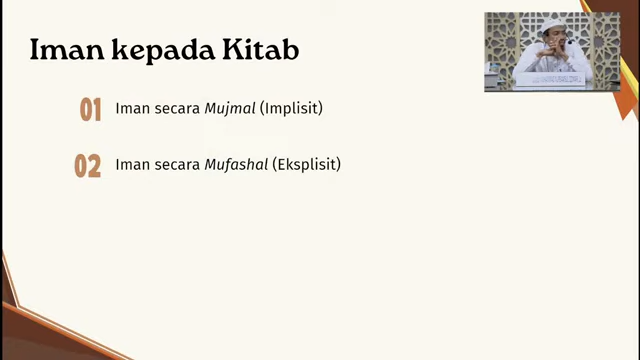 Iman kepada Kitab
01 Iman secara Mujmal (Implisit)
02 Iman secara Mufashal (Eksplisit)